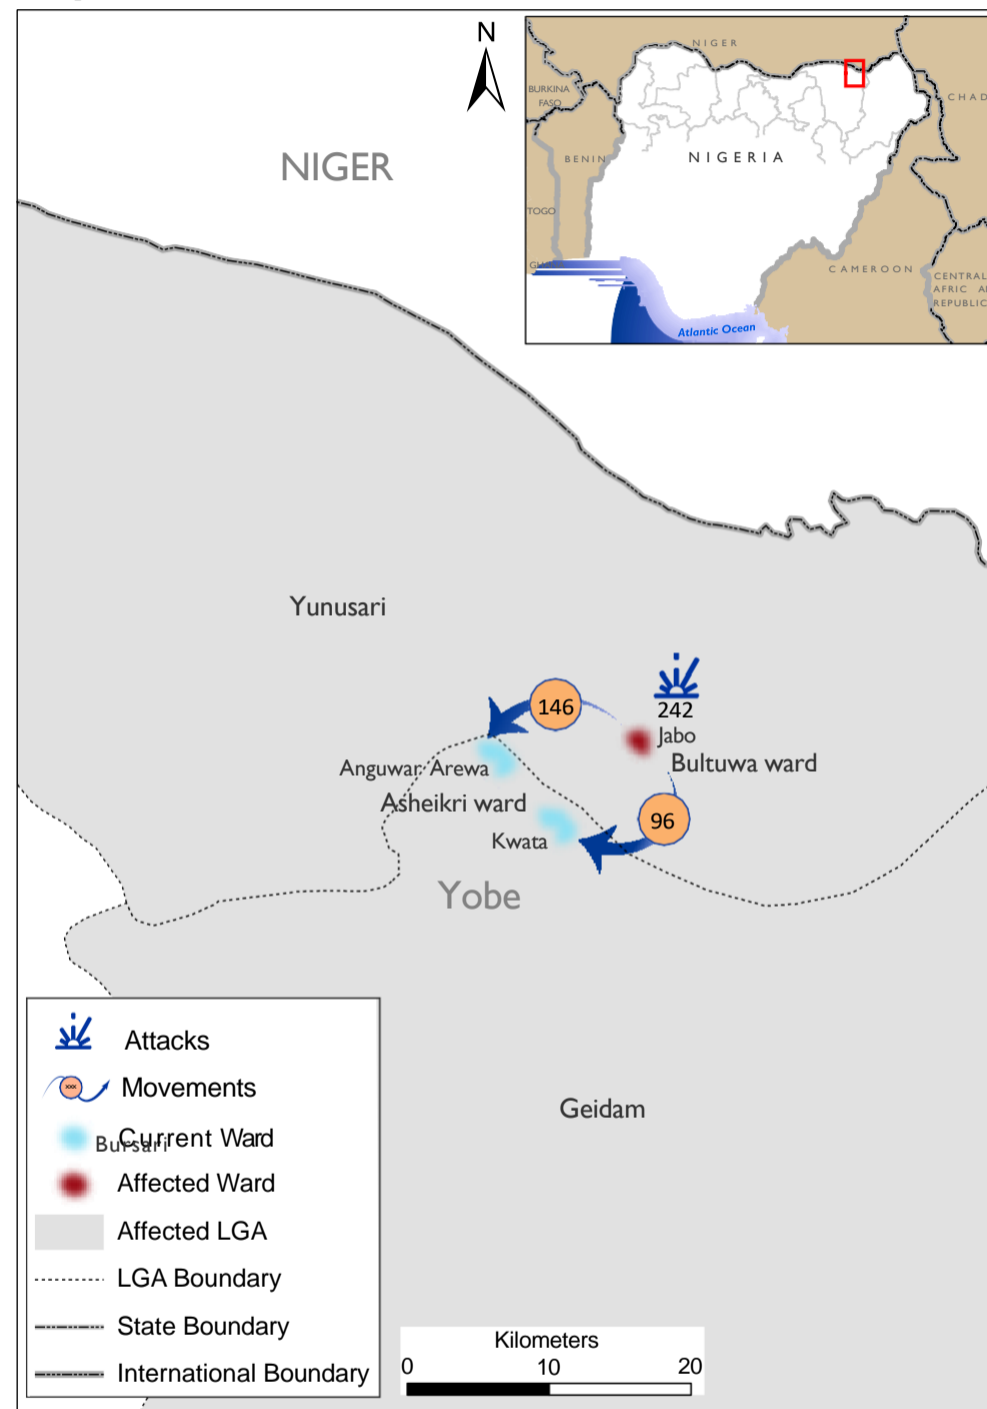 N
NIGER
NIGER
BURKINA
FASO
CHAD
BENIN
NIGERIA
TOGO
CAMEROON
CENTRAL
AFRIC
REPUBLIC
Atlantic Ocean
Yunusari
146
242
Jabo
Bultuwa ward
Anguwar Arewa
Asheikri ward
96
Kwata
Yobe
Geidam
Attacks
xxx
Movements
Current Ward
Bursari
Affected Ward
Affected LGA
LGA Boundary
State Boundary
International Boundary
Kilometers
0 10 20